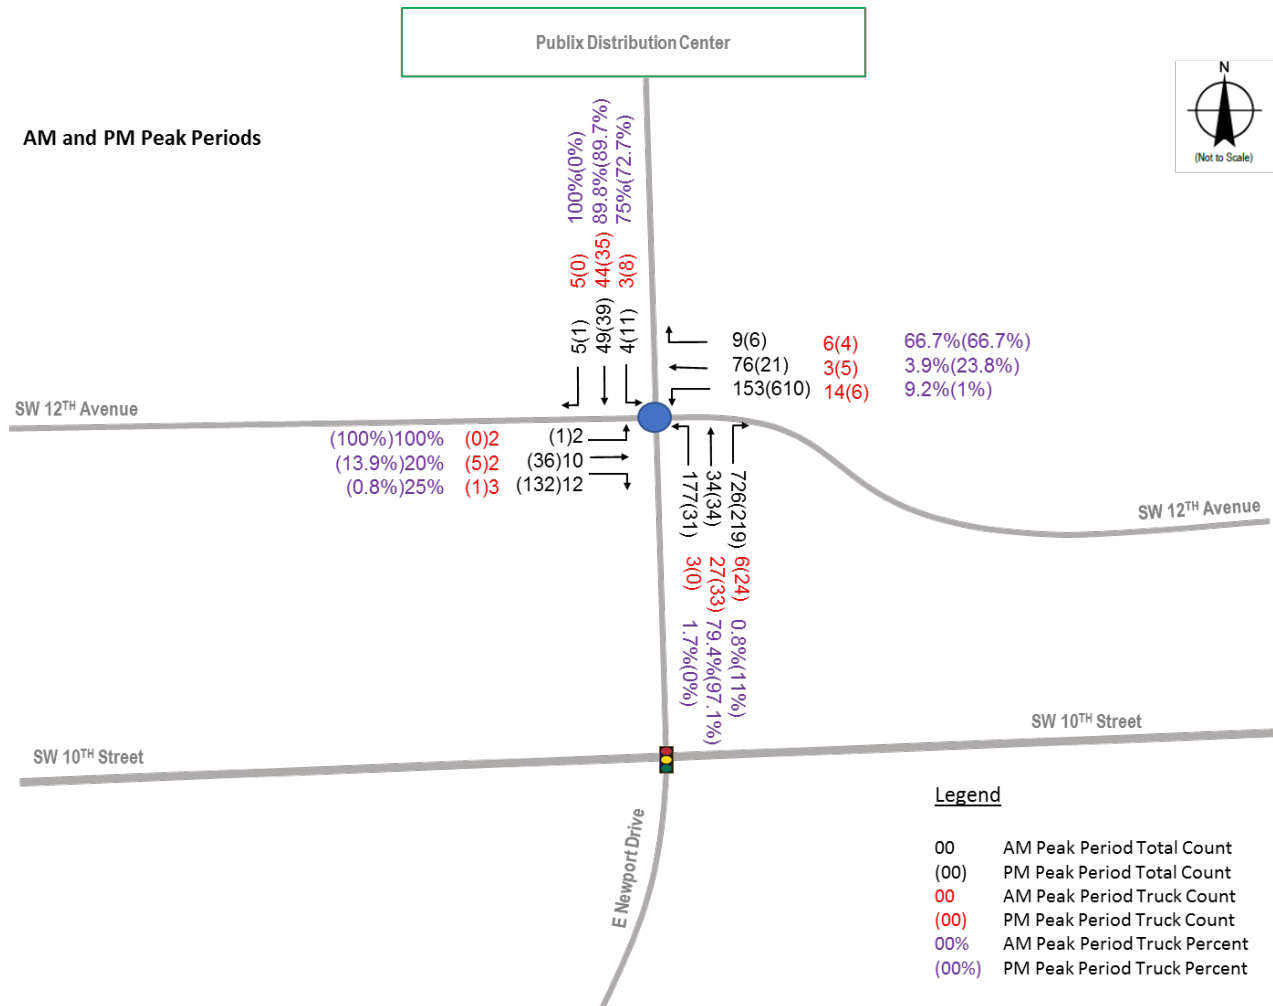 Publix Distribution Center
N
(Not to Scale)
AM and PM Peak Periods
100%(0%)
89.8%(89.7%)
75%(72.7%)
5(0)
44(35)
3(8)
5(1)
49(39)
4(11)
9(6) 6(4) 66.7%(66.7%)
76(21) 3(5) 3.9%(23.8%)
153(610) 14(6) 9.2%(1%)
SW 12TH Avenue
(100%)100% (0)2 (1)2
(13.9%)20% (5)2 (36)10
(0.8%)25% (1)3 (132)12
177(31)
34(34)
726(219)
3(0)
27(33)
6(24)
1.7%(0%)
79.4%(97.1%)
0.8%(11%)
SW 12TH Avenue
SW 10TH Street
SW 10TH Street
E Newport Drive
Legend
00 AM Peak Period Total Count
(00) PM Peak Period Total Count
00 AM Peak Period Truck Count
(00) PM Peak Period Truck Count
00% AM Peak Period Truck Percent
(00%) PM Peak Period Truck Percent